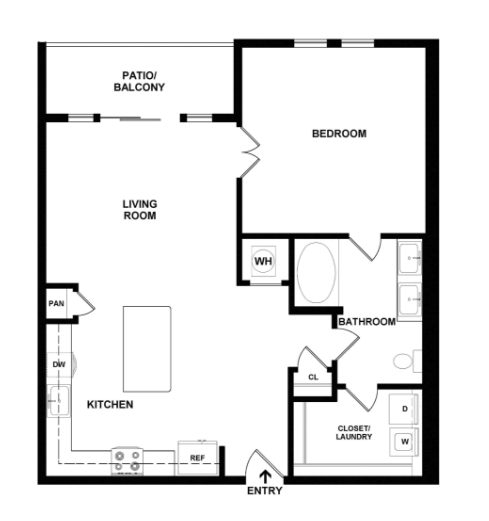 PATIO/
BALCONY
BEDROOM
LIVING
ROOM
WH
PAN
BATHROOM
DW
CL
KITCHEN
D
CLOSET/
LAUNDRY
W
REF
ENTRY